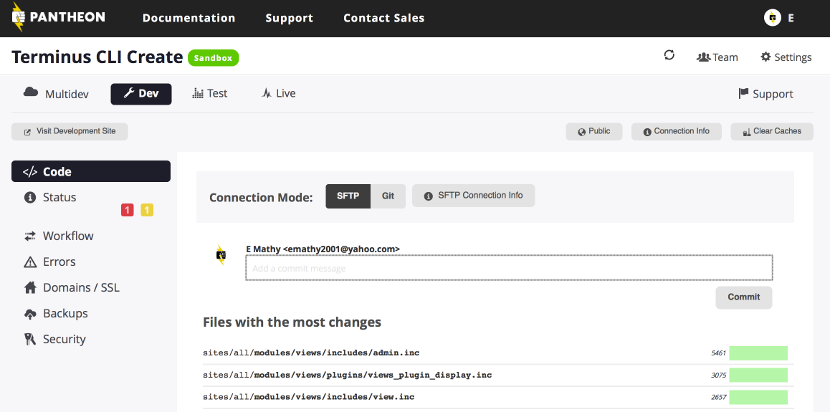 PANTHEON Documentation Support Contact Sales E
Terminus CLI Create Sandbox Team Settings
Multidev Dev Test Live Support
Visit Development Site Public Connection Info Clear Caches
</> Code
Status
1 1
Workflow
Errors
Domains / SSL
Backups
Security
Connection Mode: SFTP Git SFTP Connection Info
E Mathy <emathy2001@yahoo.com>
Add a commit message
Commit
Files with the most changes
sites/all/modules/views/includes/admin.inc 5461
sites/all/modules/views/plugins/views_plugin_display.inc 3075
sites/all/modules/views/includes/view.inc 2657